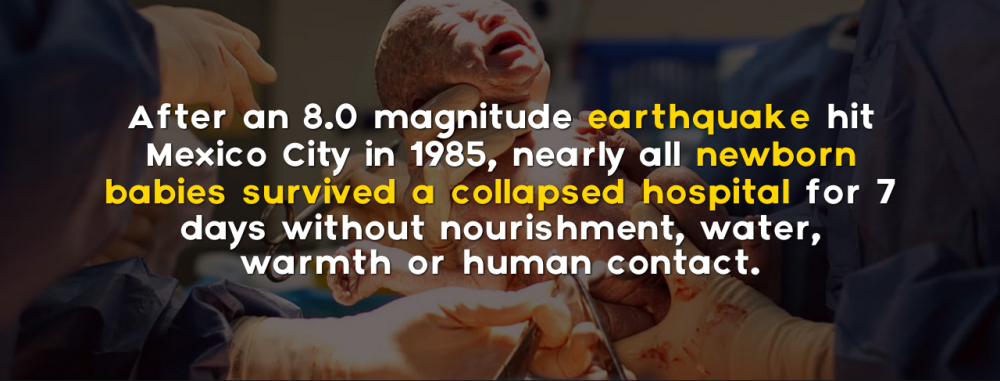 After an 8.0 magnitude earthquake hit
Mexico City in 1985, nearly all newborn
babies survived a collapsed hospital for 7
days without nourishment, water,
warmth or human contact.